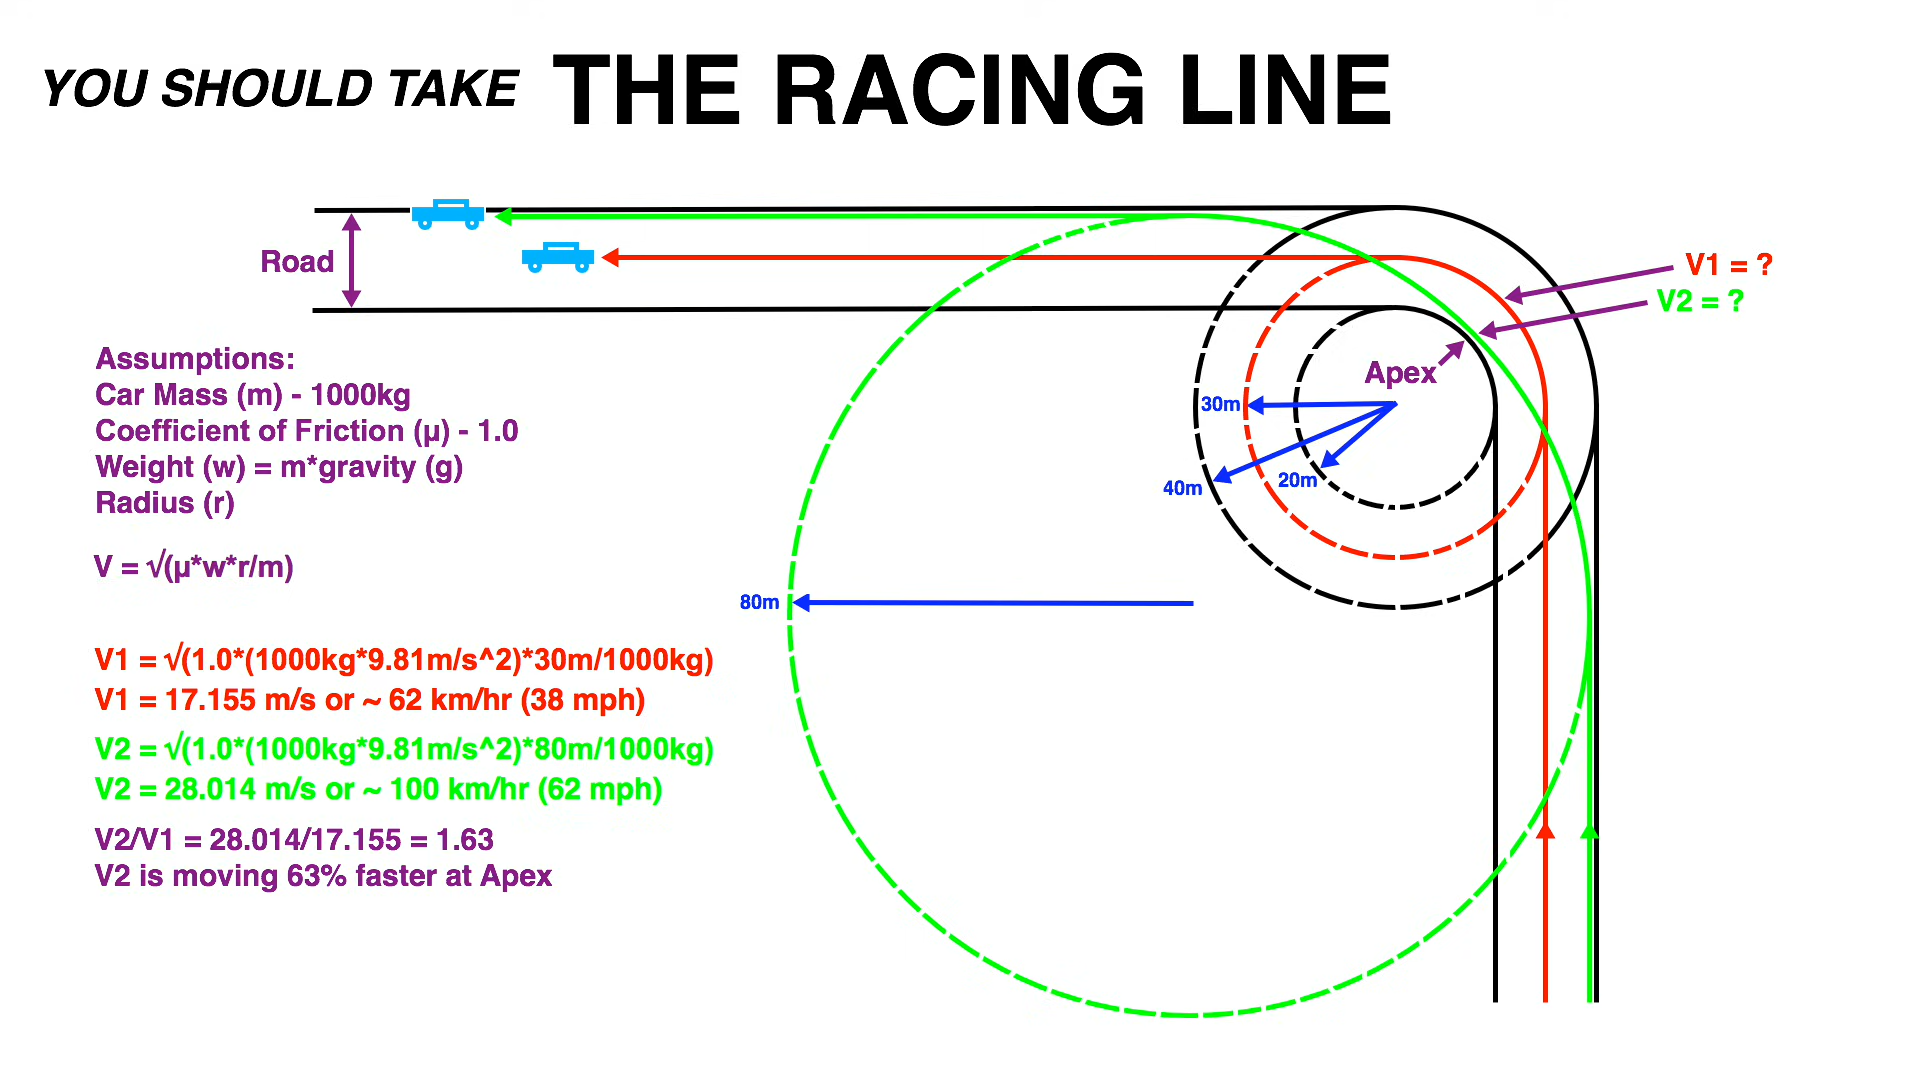 YOU SHOULD TAKE THE RACING LINE
Road
V1 = ?
V2 = ?
Apex
30m
40m
20m
80m
Assumptions:
Car Mass (m) - 1000kg
Coefficient of Friction (μ) - 1.0
Weight (w) = m*gravity (g)
Radius (r)
V = √(μ*w*r/m)
V1 = √(1.0*(1000kg*9.81m/s^2)*30m/1000kg)
V1 = 17.155 m/s or ~ 62 km/hr (38 mph)
V2 = √(1.0*(1000kg*9.81m/s^2)*80m/1000kg)
V2 = 28.014 m/s or ~ 100 km/hr (62 mph)
V2/V1 = 28.014/17.155 = 1.63
V2 is moving 63% faster at Apex